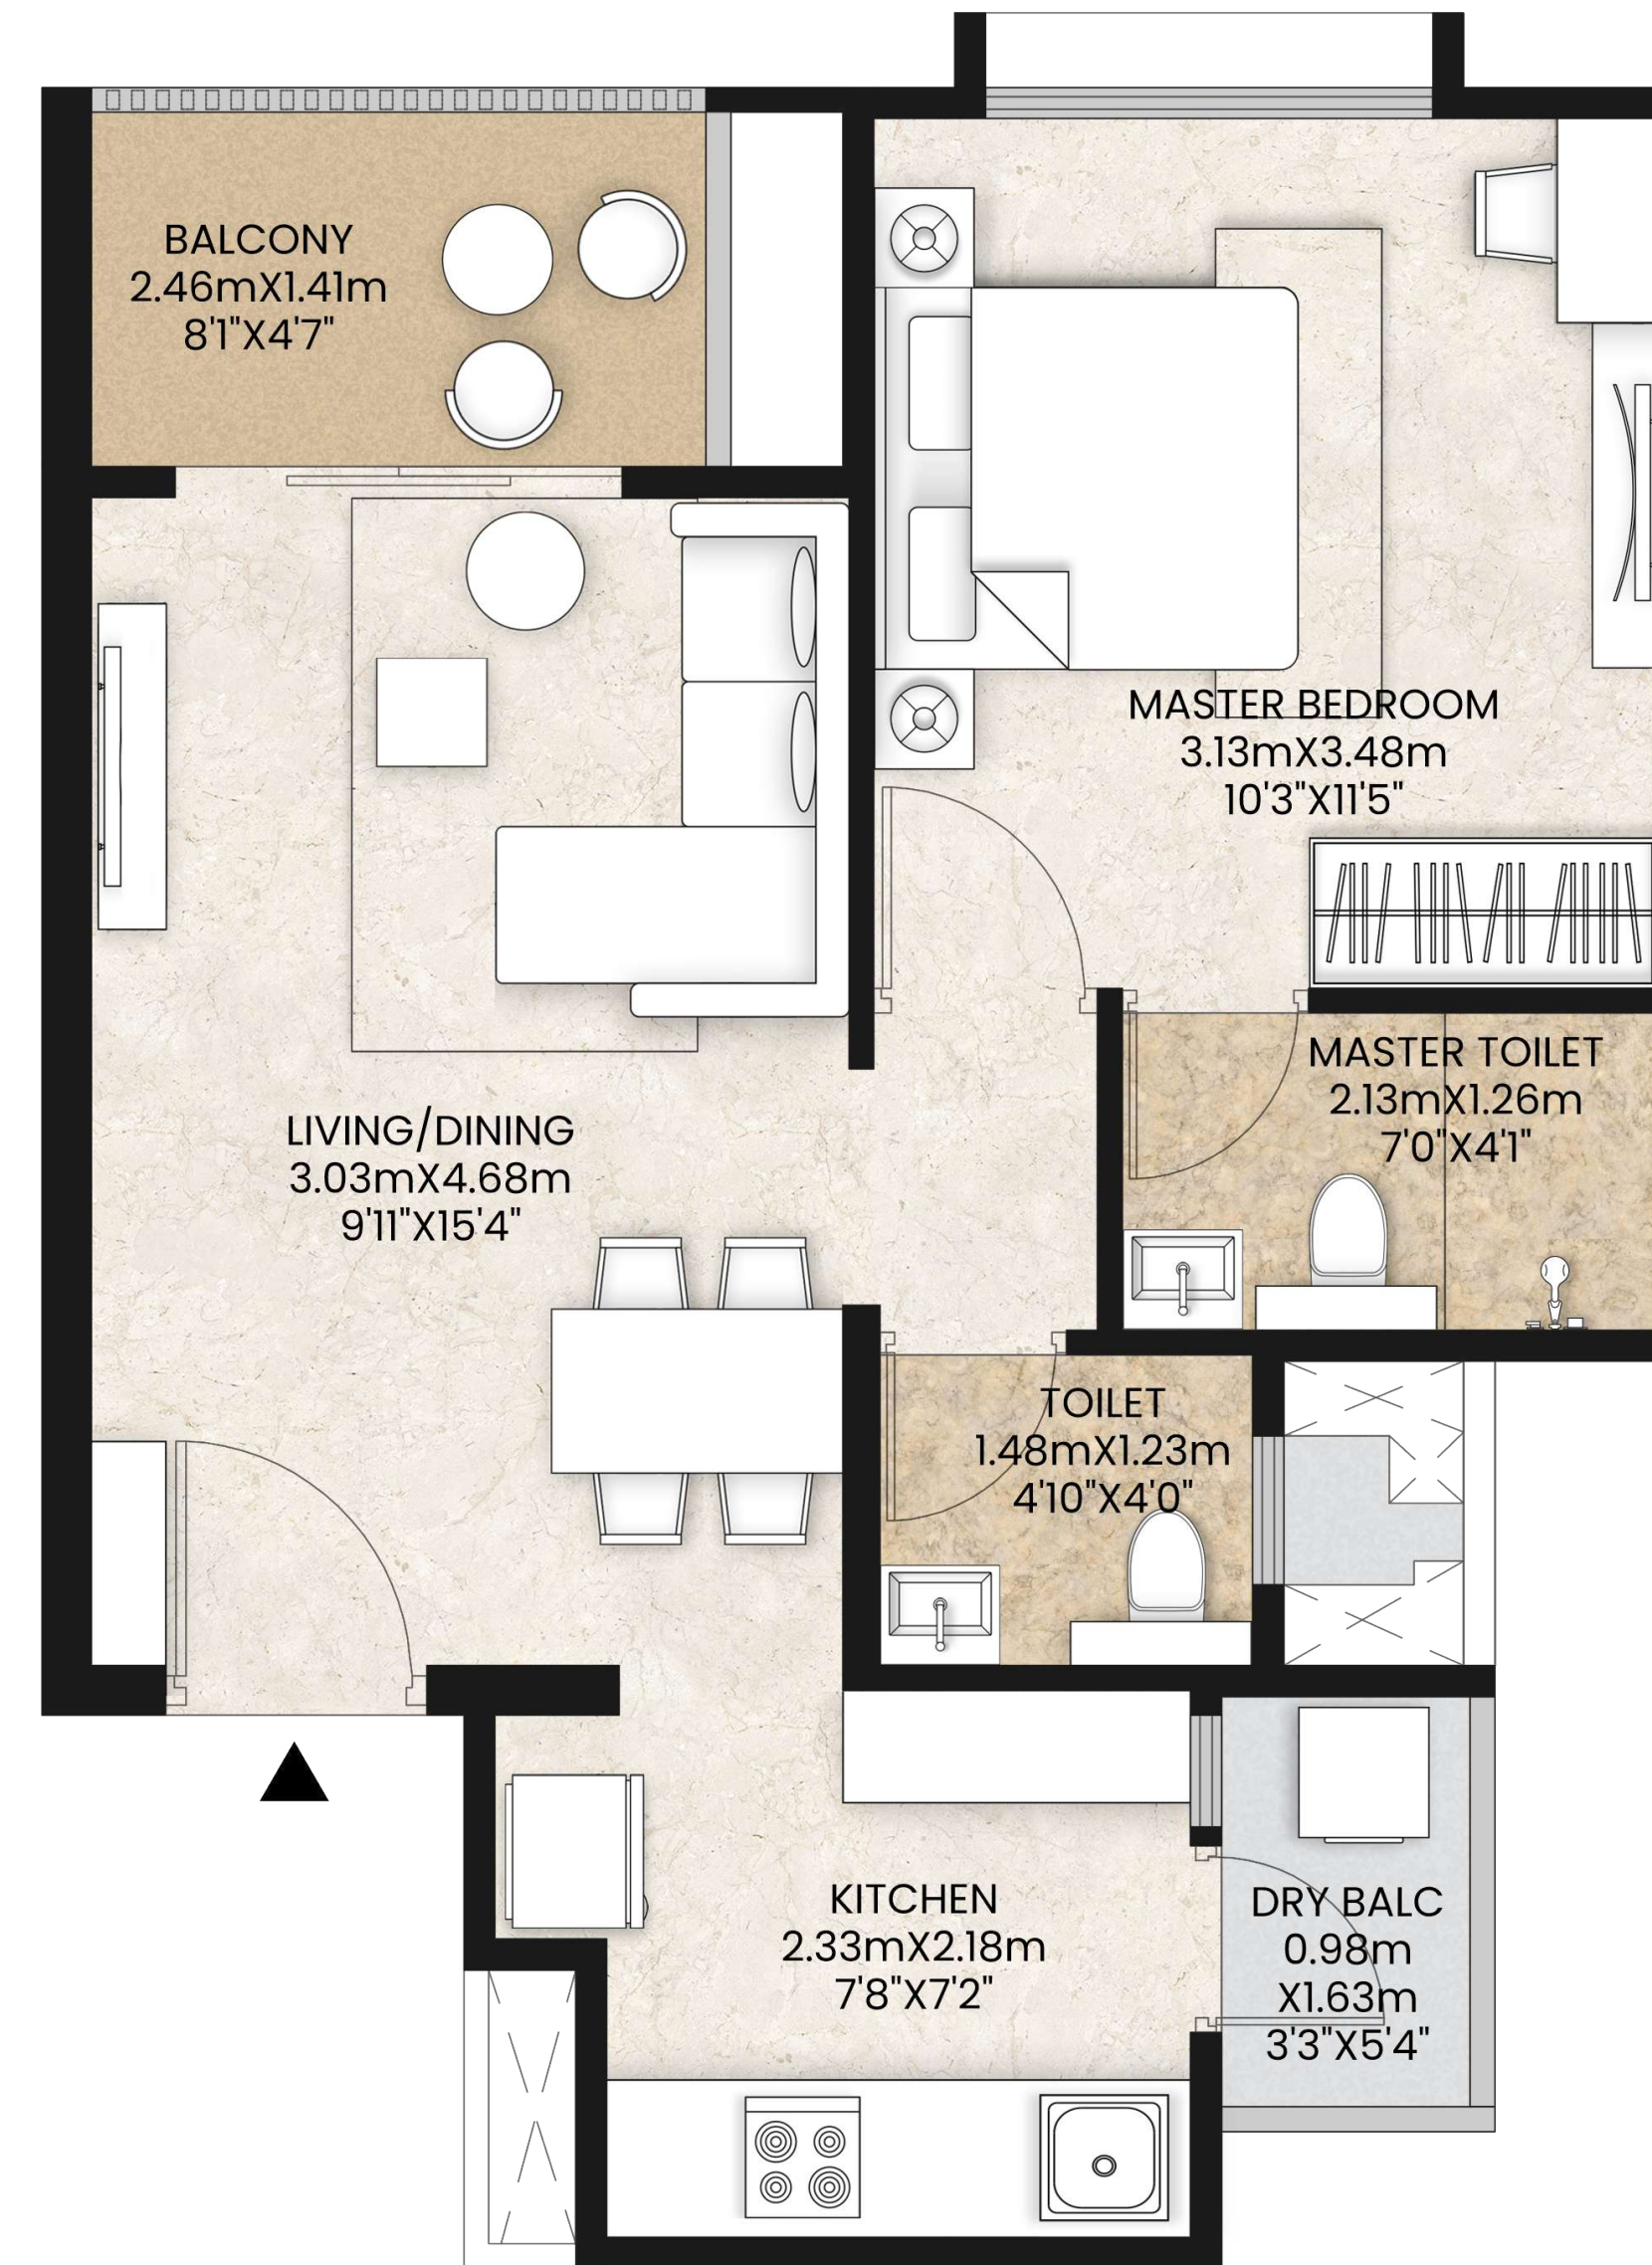 BALCONY
2.46mX1.41m
8'1"X4'7"
MASTER BEDROOM
3.13mX3.48m
10'3"X11'5"
MASTER TOILET
2.13mX1.26m
7'0"X4'1"
LIVING/DINING
3.03mX4.68m
9'11"X15'4"
TOILET
1.48mX1.23m
4'10"X4'0"
KITCHEN
2.33mX2.18m
7'8"X7'2"
DRY BALC
0.98m
X1.63m
3'3"X5'4"